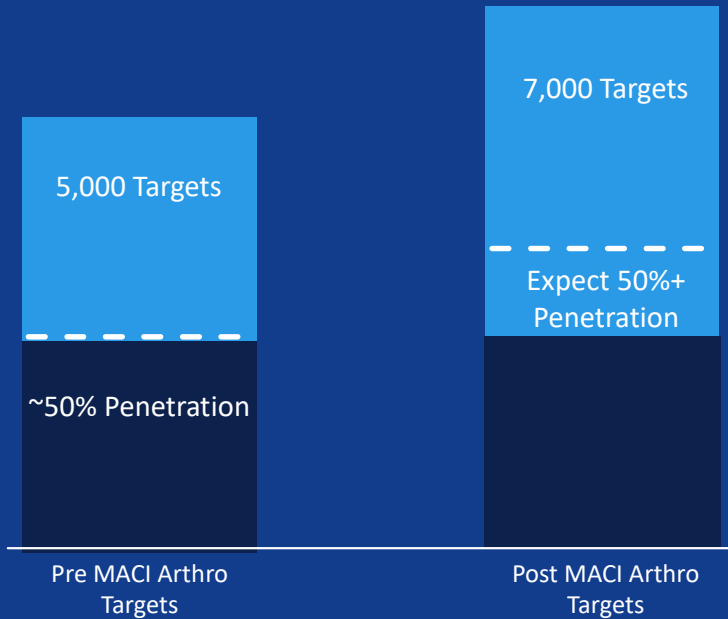 5,000 Targets
~50% Penetration
7,000 Targets
Expect 50%+
Penetration
Pre MACI Arthro
Targets
Post MACI Arthro
Targets